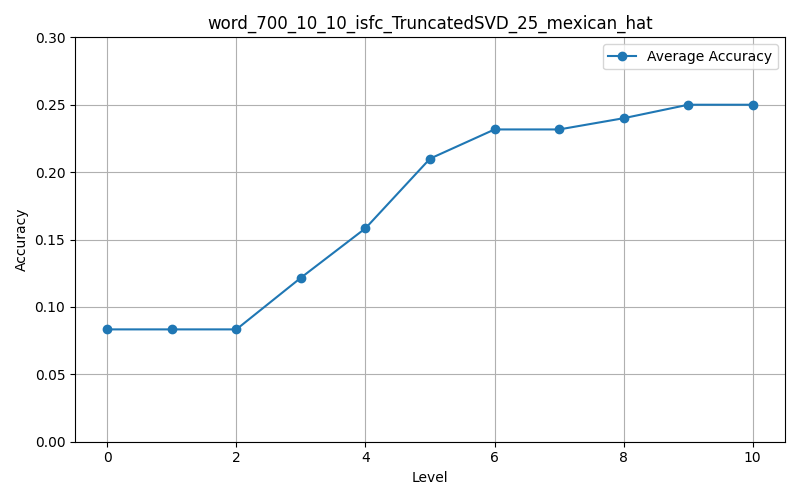 word_700_10_10_isfc_TruncatedSVD_25_mexican_hat
Average Accuracy
0.30
0.25
0.20
0.15
0.10
0.05
0.00
Accuracy
0 2 4 6 8 10
Level